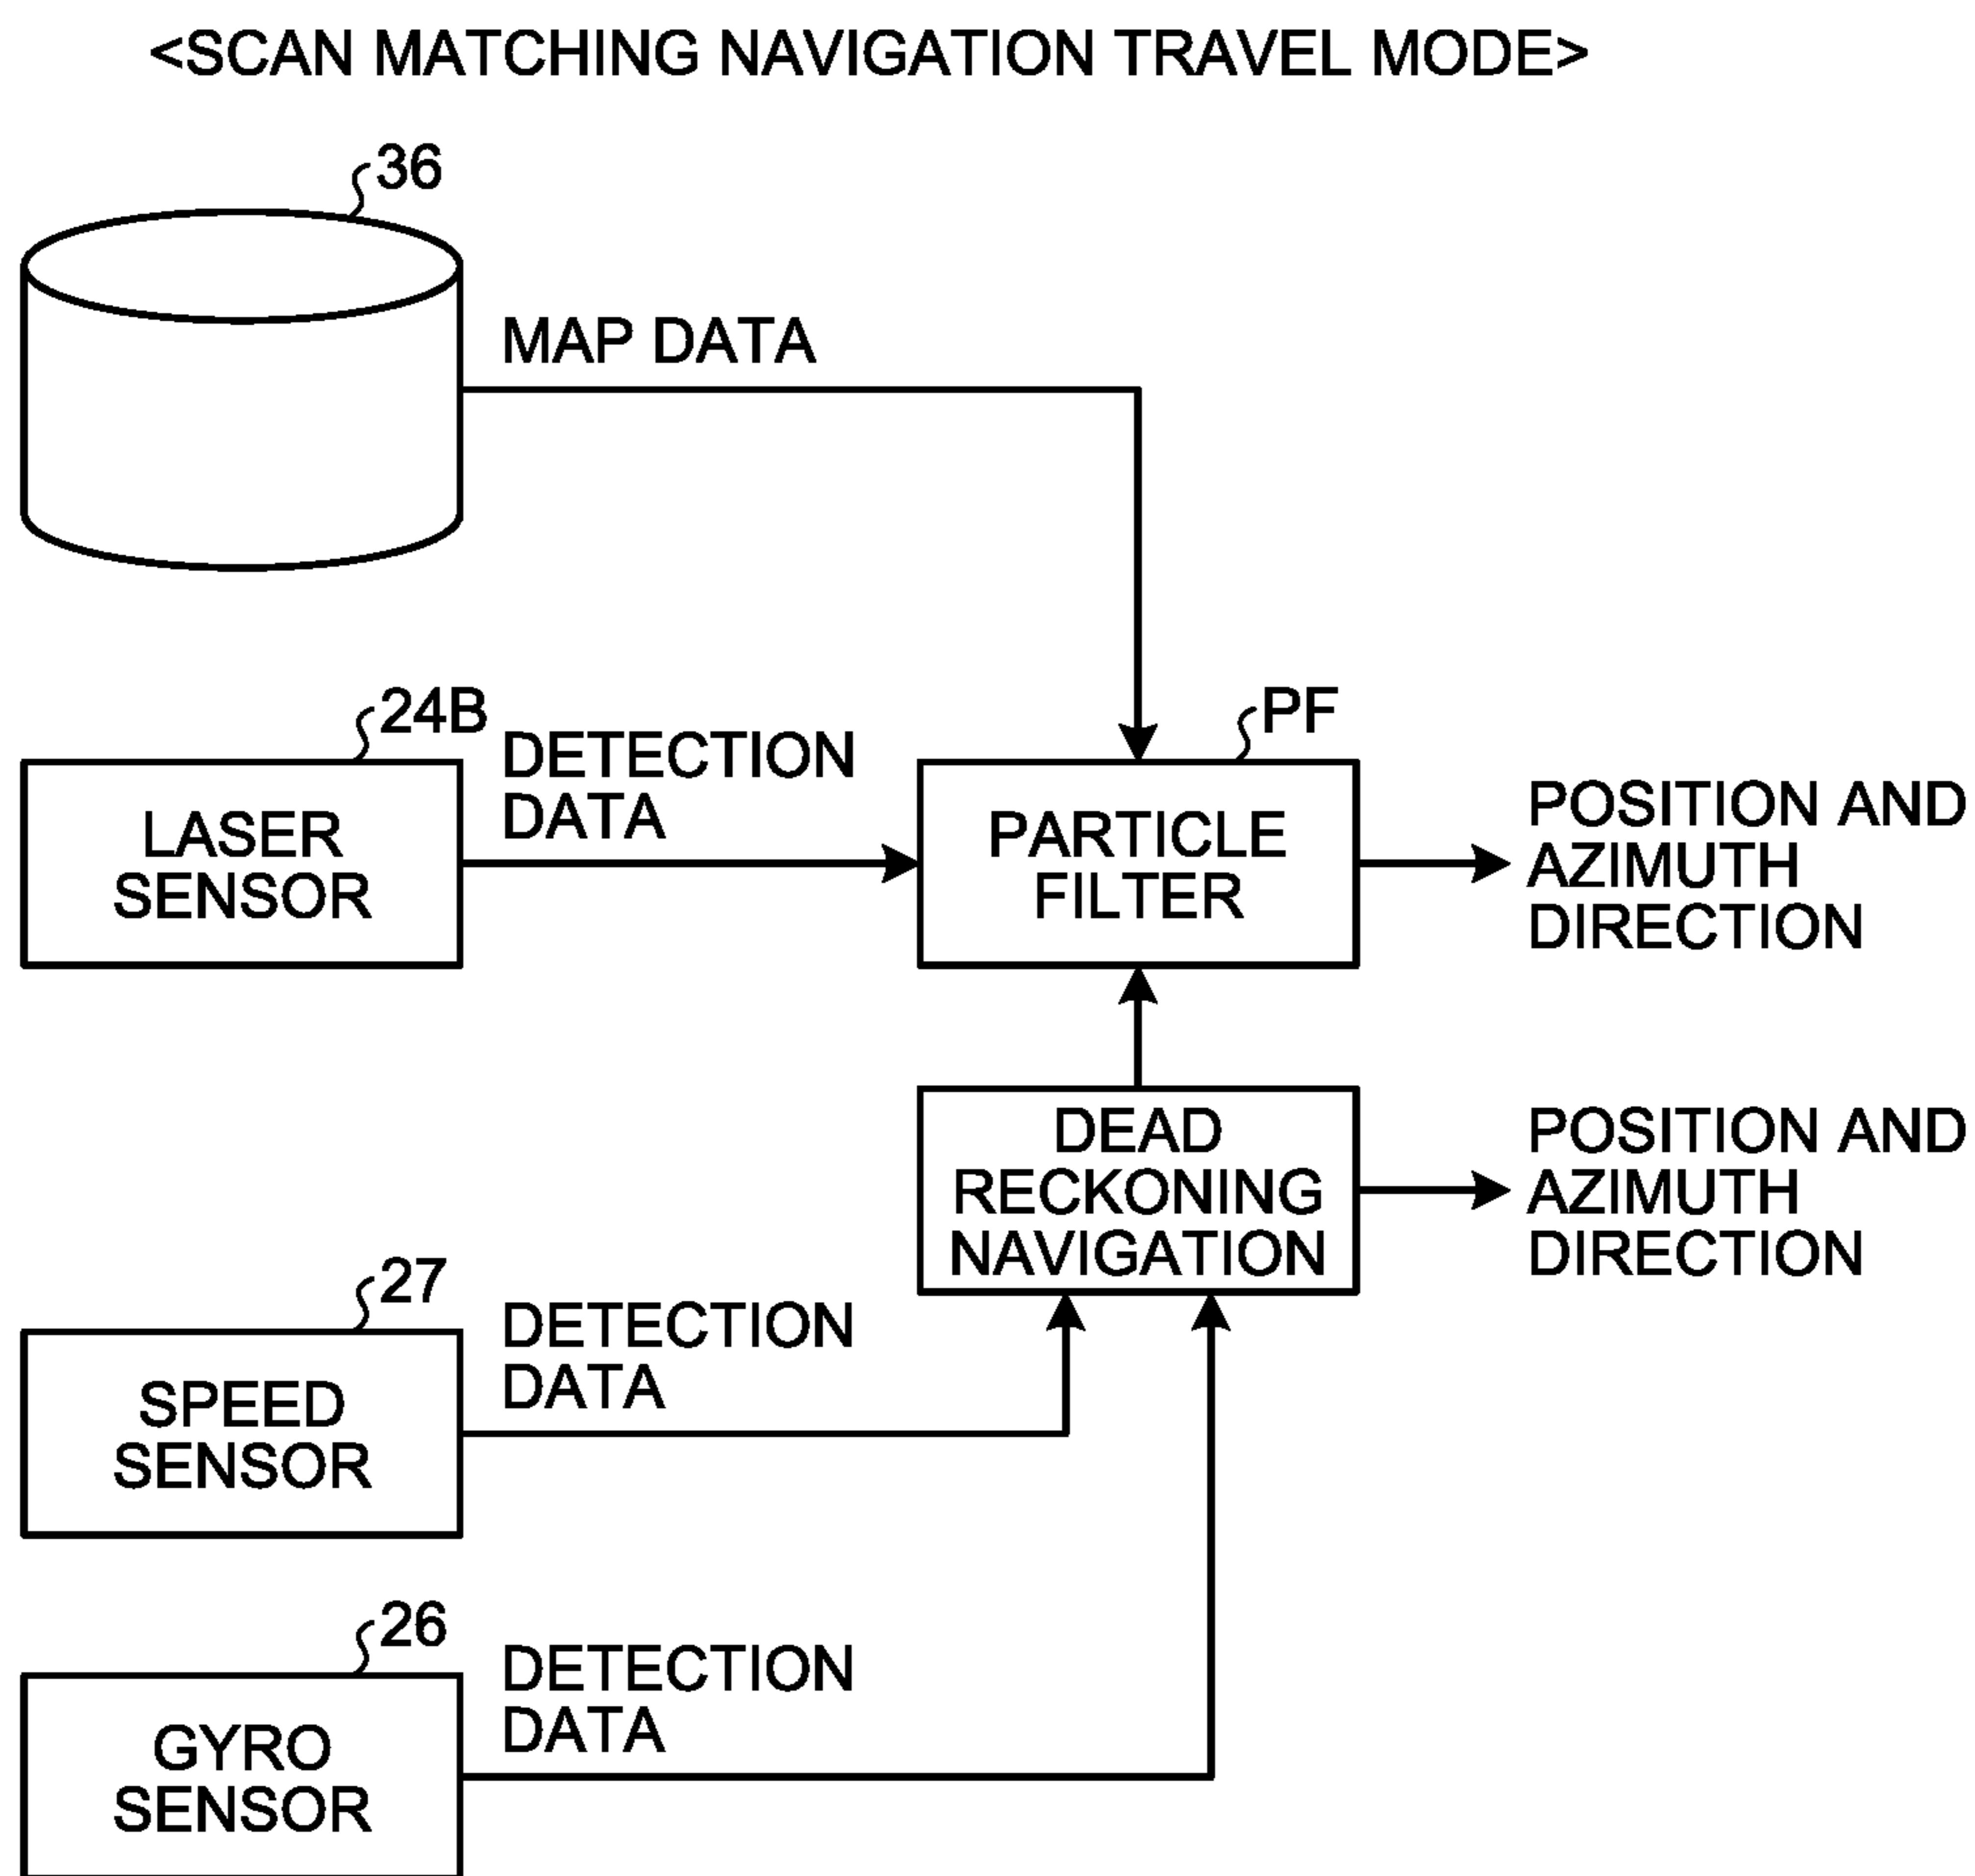 <SCAN MATCHING NAVIGATION TRAVEL MODE>
36
MAP DATA
24B
DETECTION
DATA
LASER
SENSOR
PF
PARTICLE
FILTER
POSITION AND
AZIMUTH
DIRECTION
DEAD
RECKONING
NAVIGATION
POSITION AND
AZIMUTH
DIRECTION
27
DETECTION
DATA
SPEED
SENSOR
26
DETECTION
DATA
GYRO
SENSOR